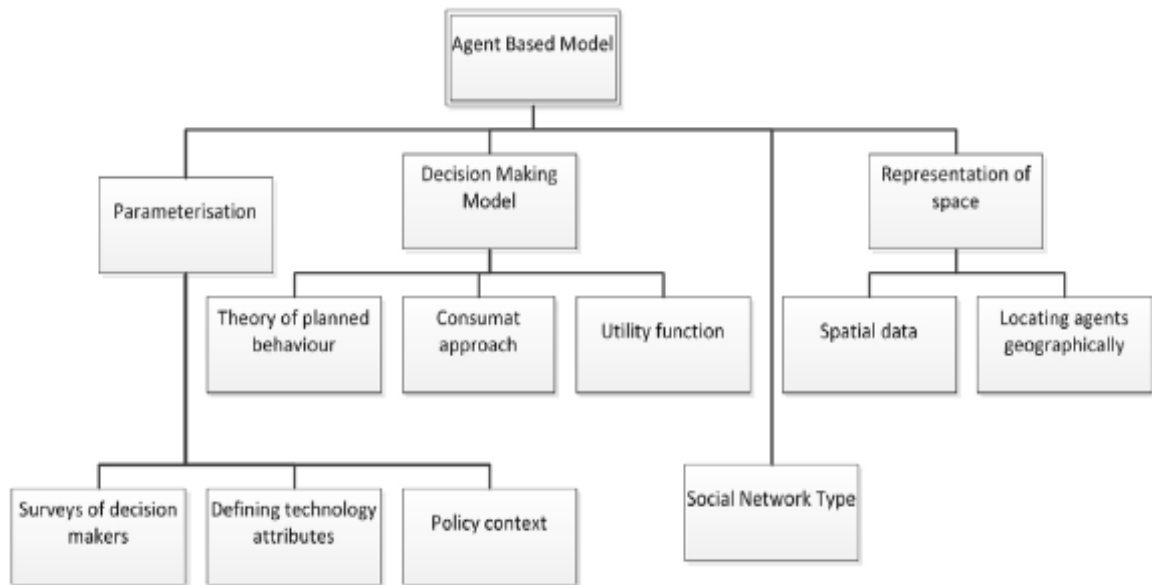 Agent Based Model
Parameterisation
Decision Making
Model
Representation of
space
Theory of planned
behaviour
Consumat
approach
Utility function
Spatial data
Locating agents
geographically
Surveys of decision
makers
Defining technology
attributes
Policy context
Social Network Type